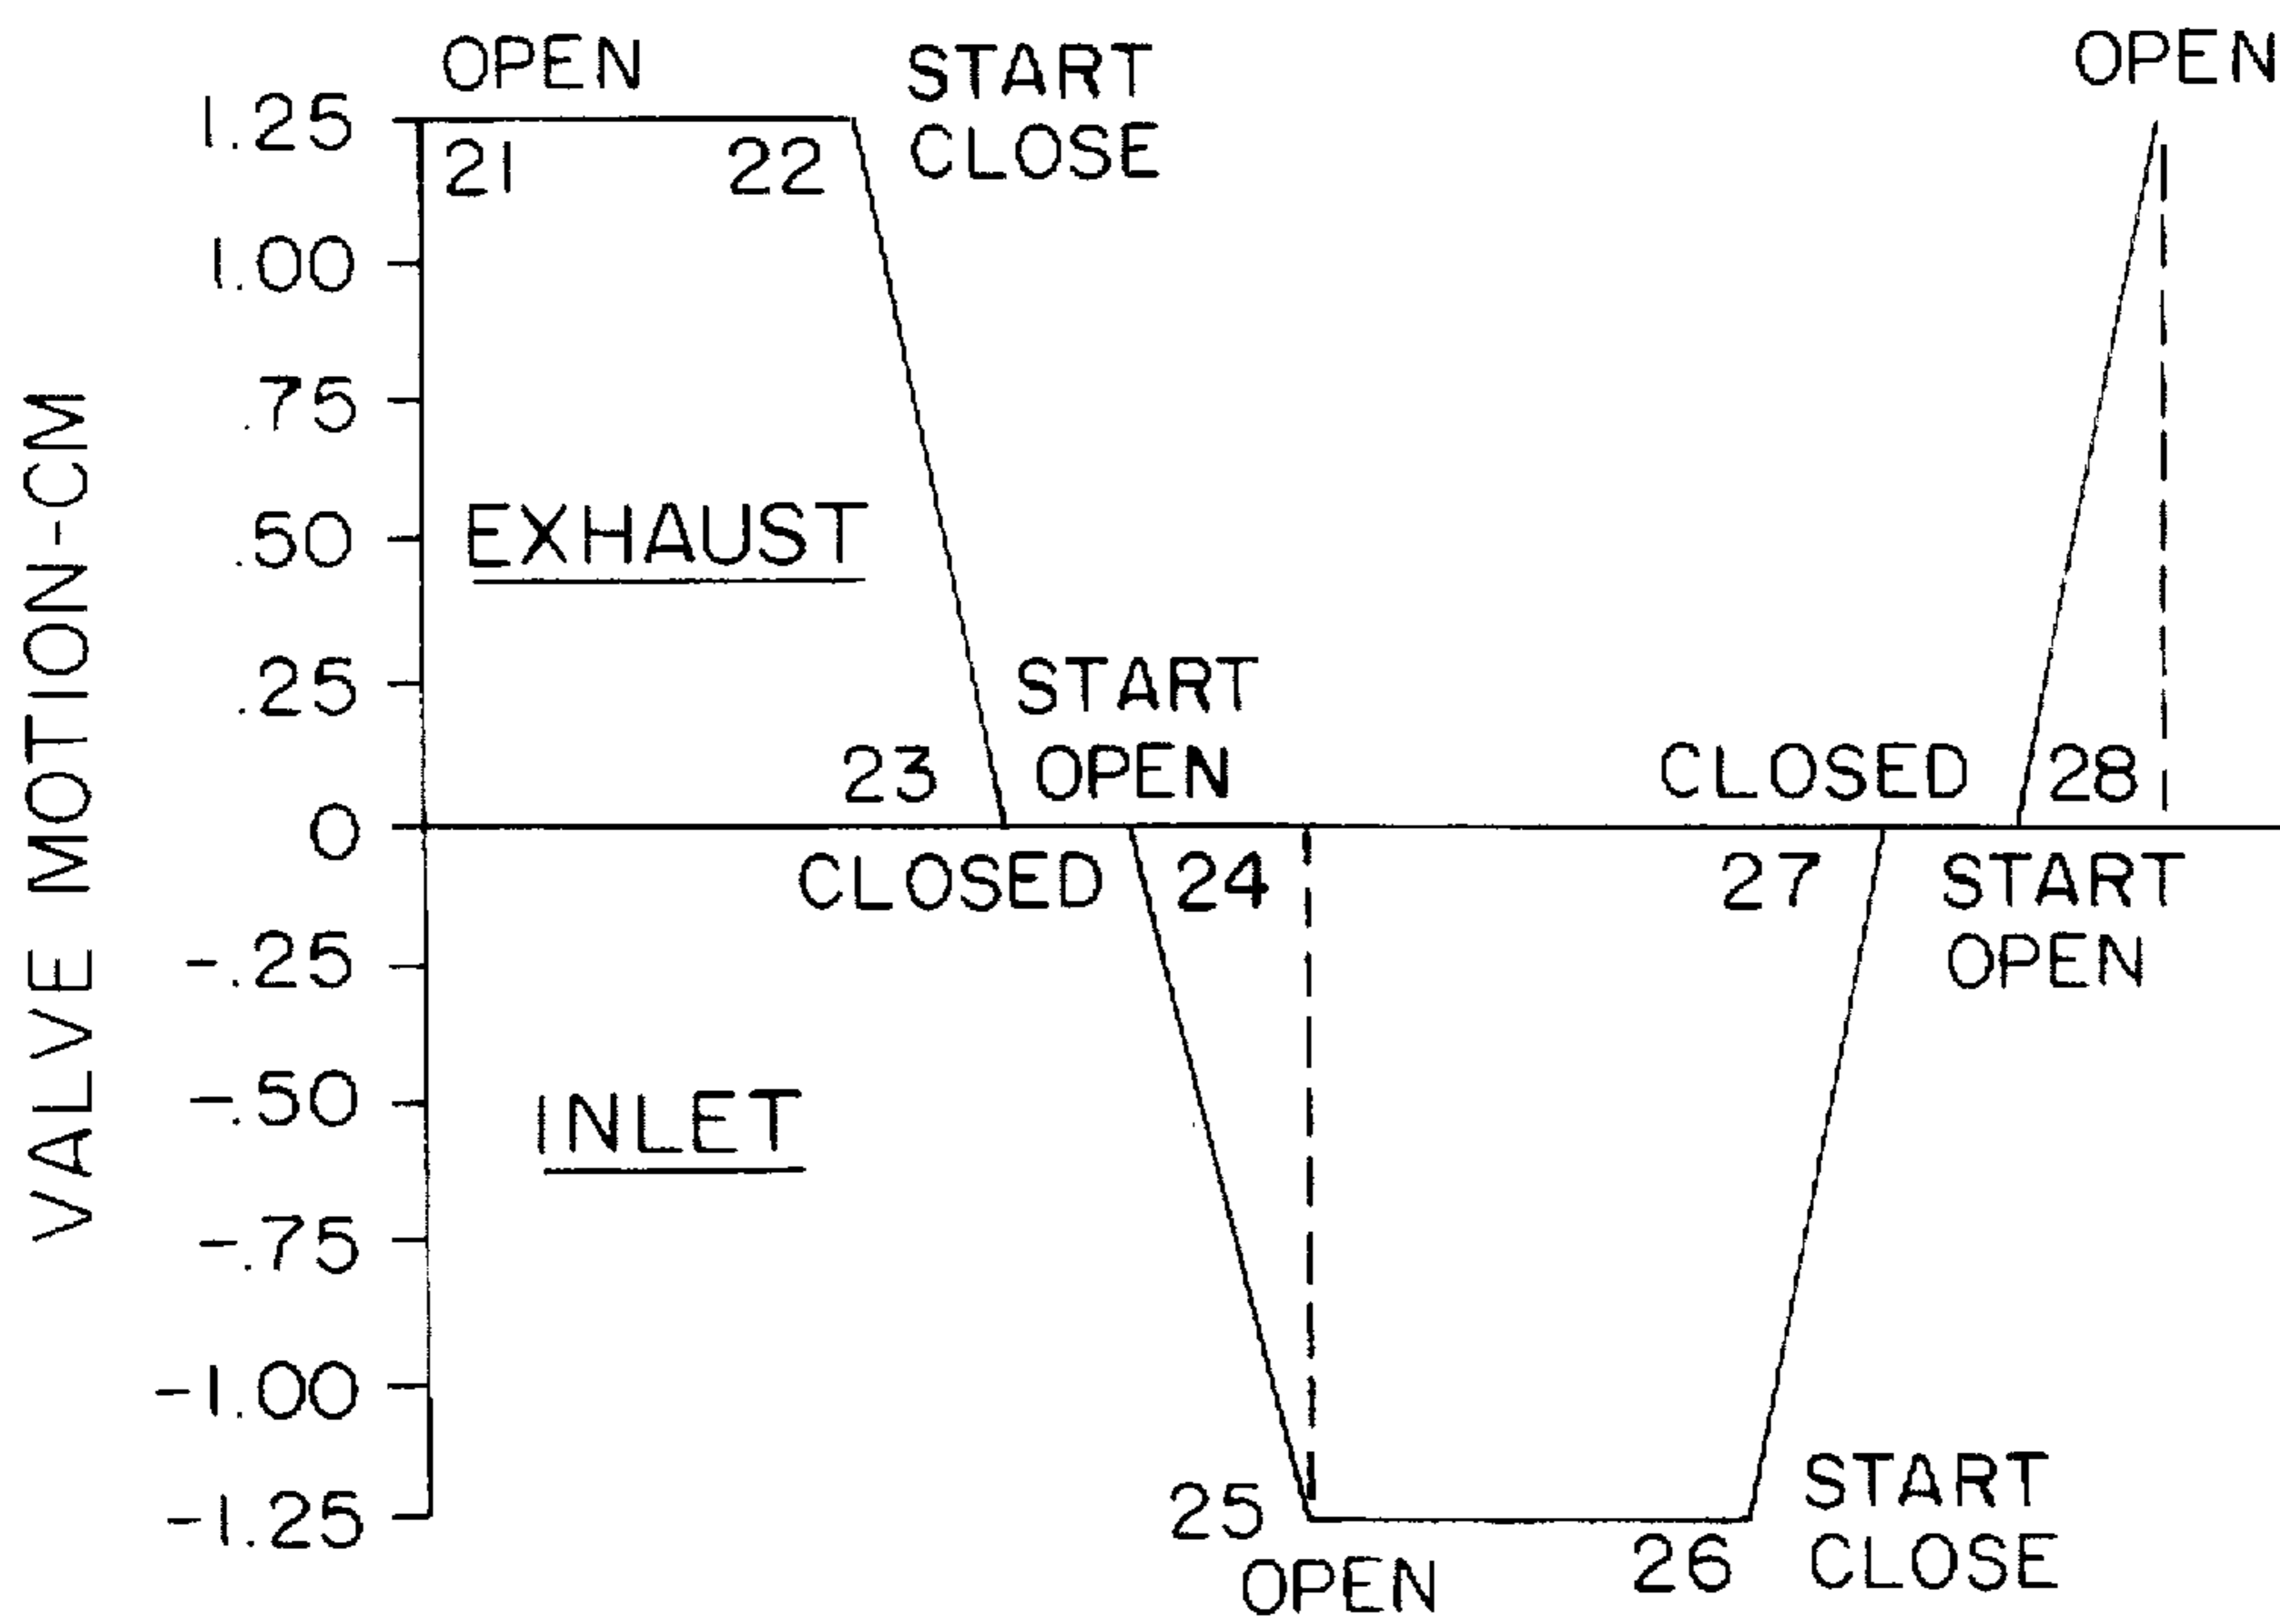 OPEN
START
CLOSE
OPEN
1.25
21
22
1.00
.75
.50
EXHAUST
.25
START
OPEN
23
CLOSED
28
0
CLOSED
24
27
START
OPEN
-.25
-.50
INLET
-.75
-1.00
-1.25
25
OPEN
26
START
CLOSE
VALVE MOTION-CM